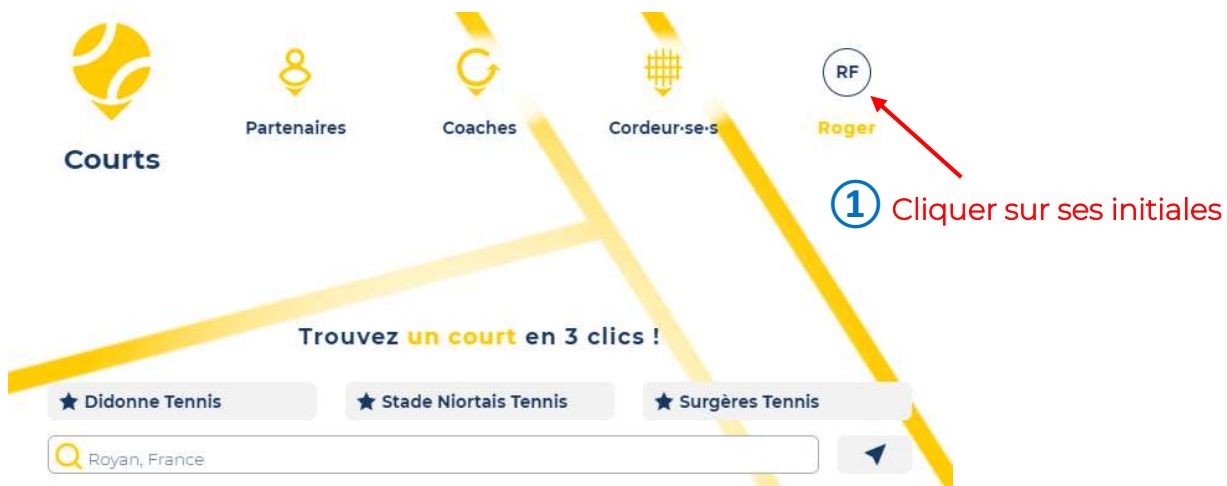 RF
Partenaires
Coaches
Cordeur·se·s
Roger
Courts
1 Cliquer sur ses initiales
Trouvez un court en 3 clics !
★ Didonne Tennis
★ Stade Niortais Tennis
★ Surgères Tennis
Royan, France